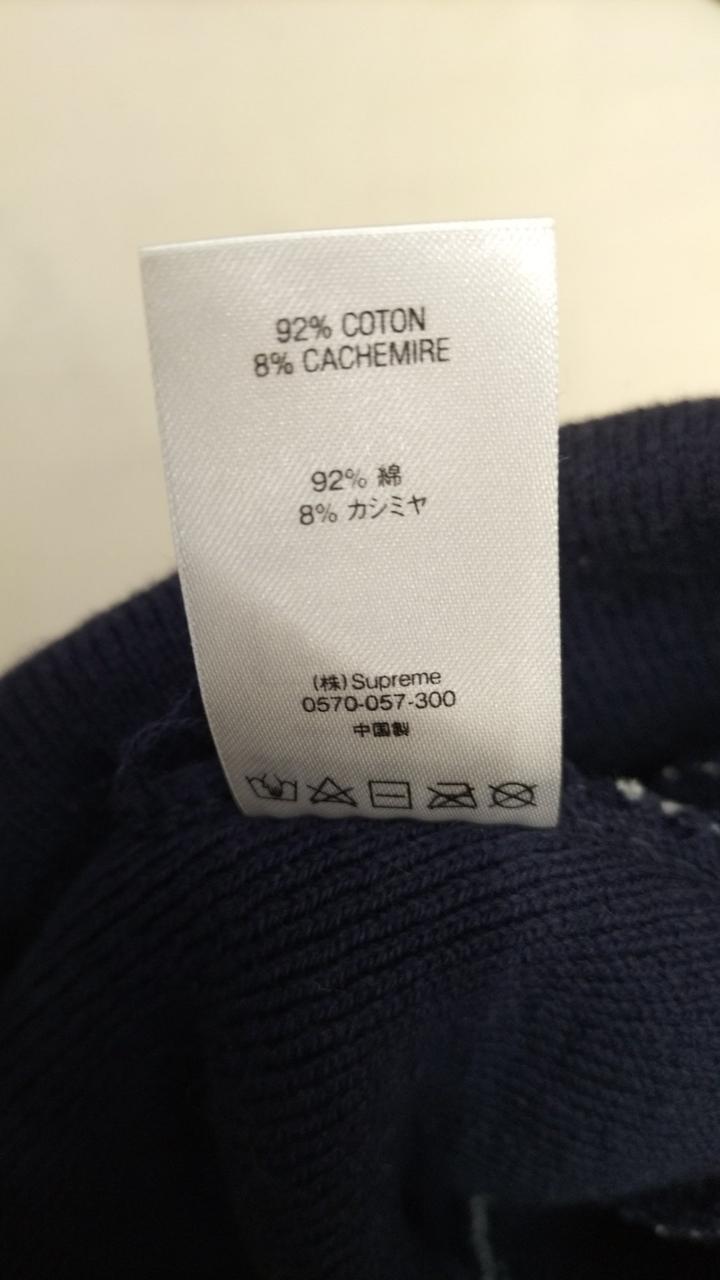 92% COTON
8% CACHEMIRE
92% 綿
8% カシミヤ
(株)Supreme
0570-057-300
中国製